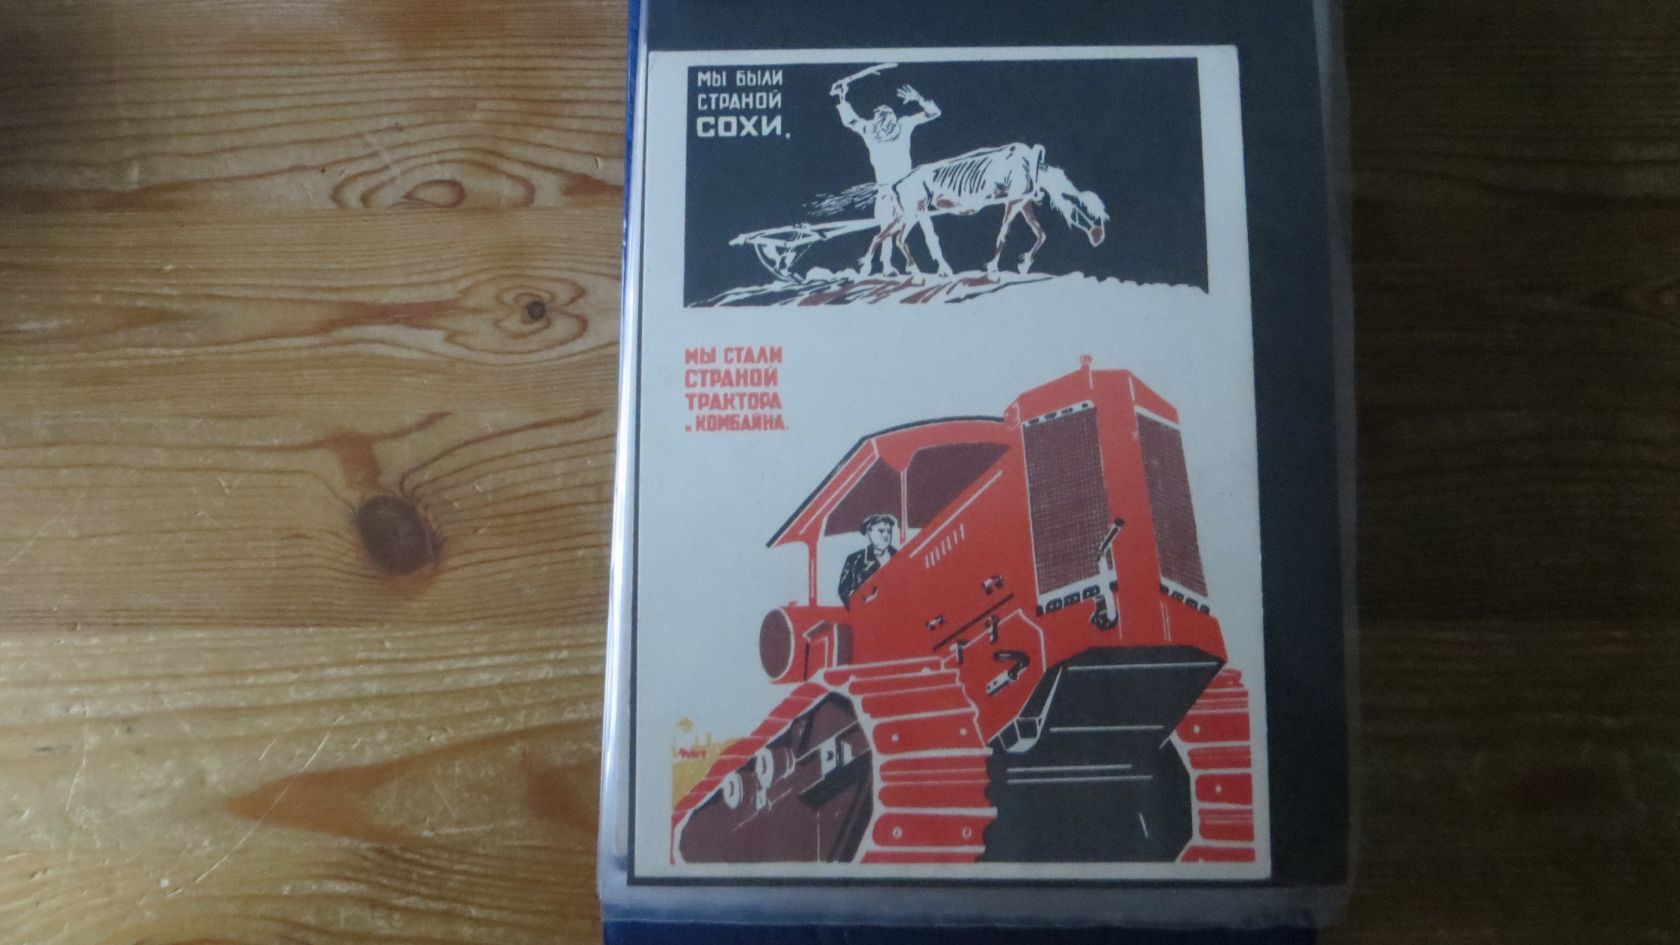 МЫ БЫЛИ
СТРАНОЙ
СОХИ,
МЫ СТАЛИ
СТРАНОЙ
ТРАКТОРА
и КОМБАЙНА.